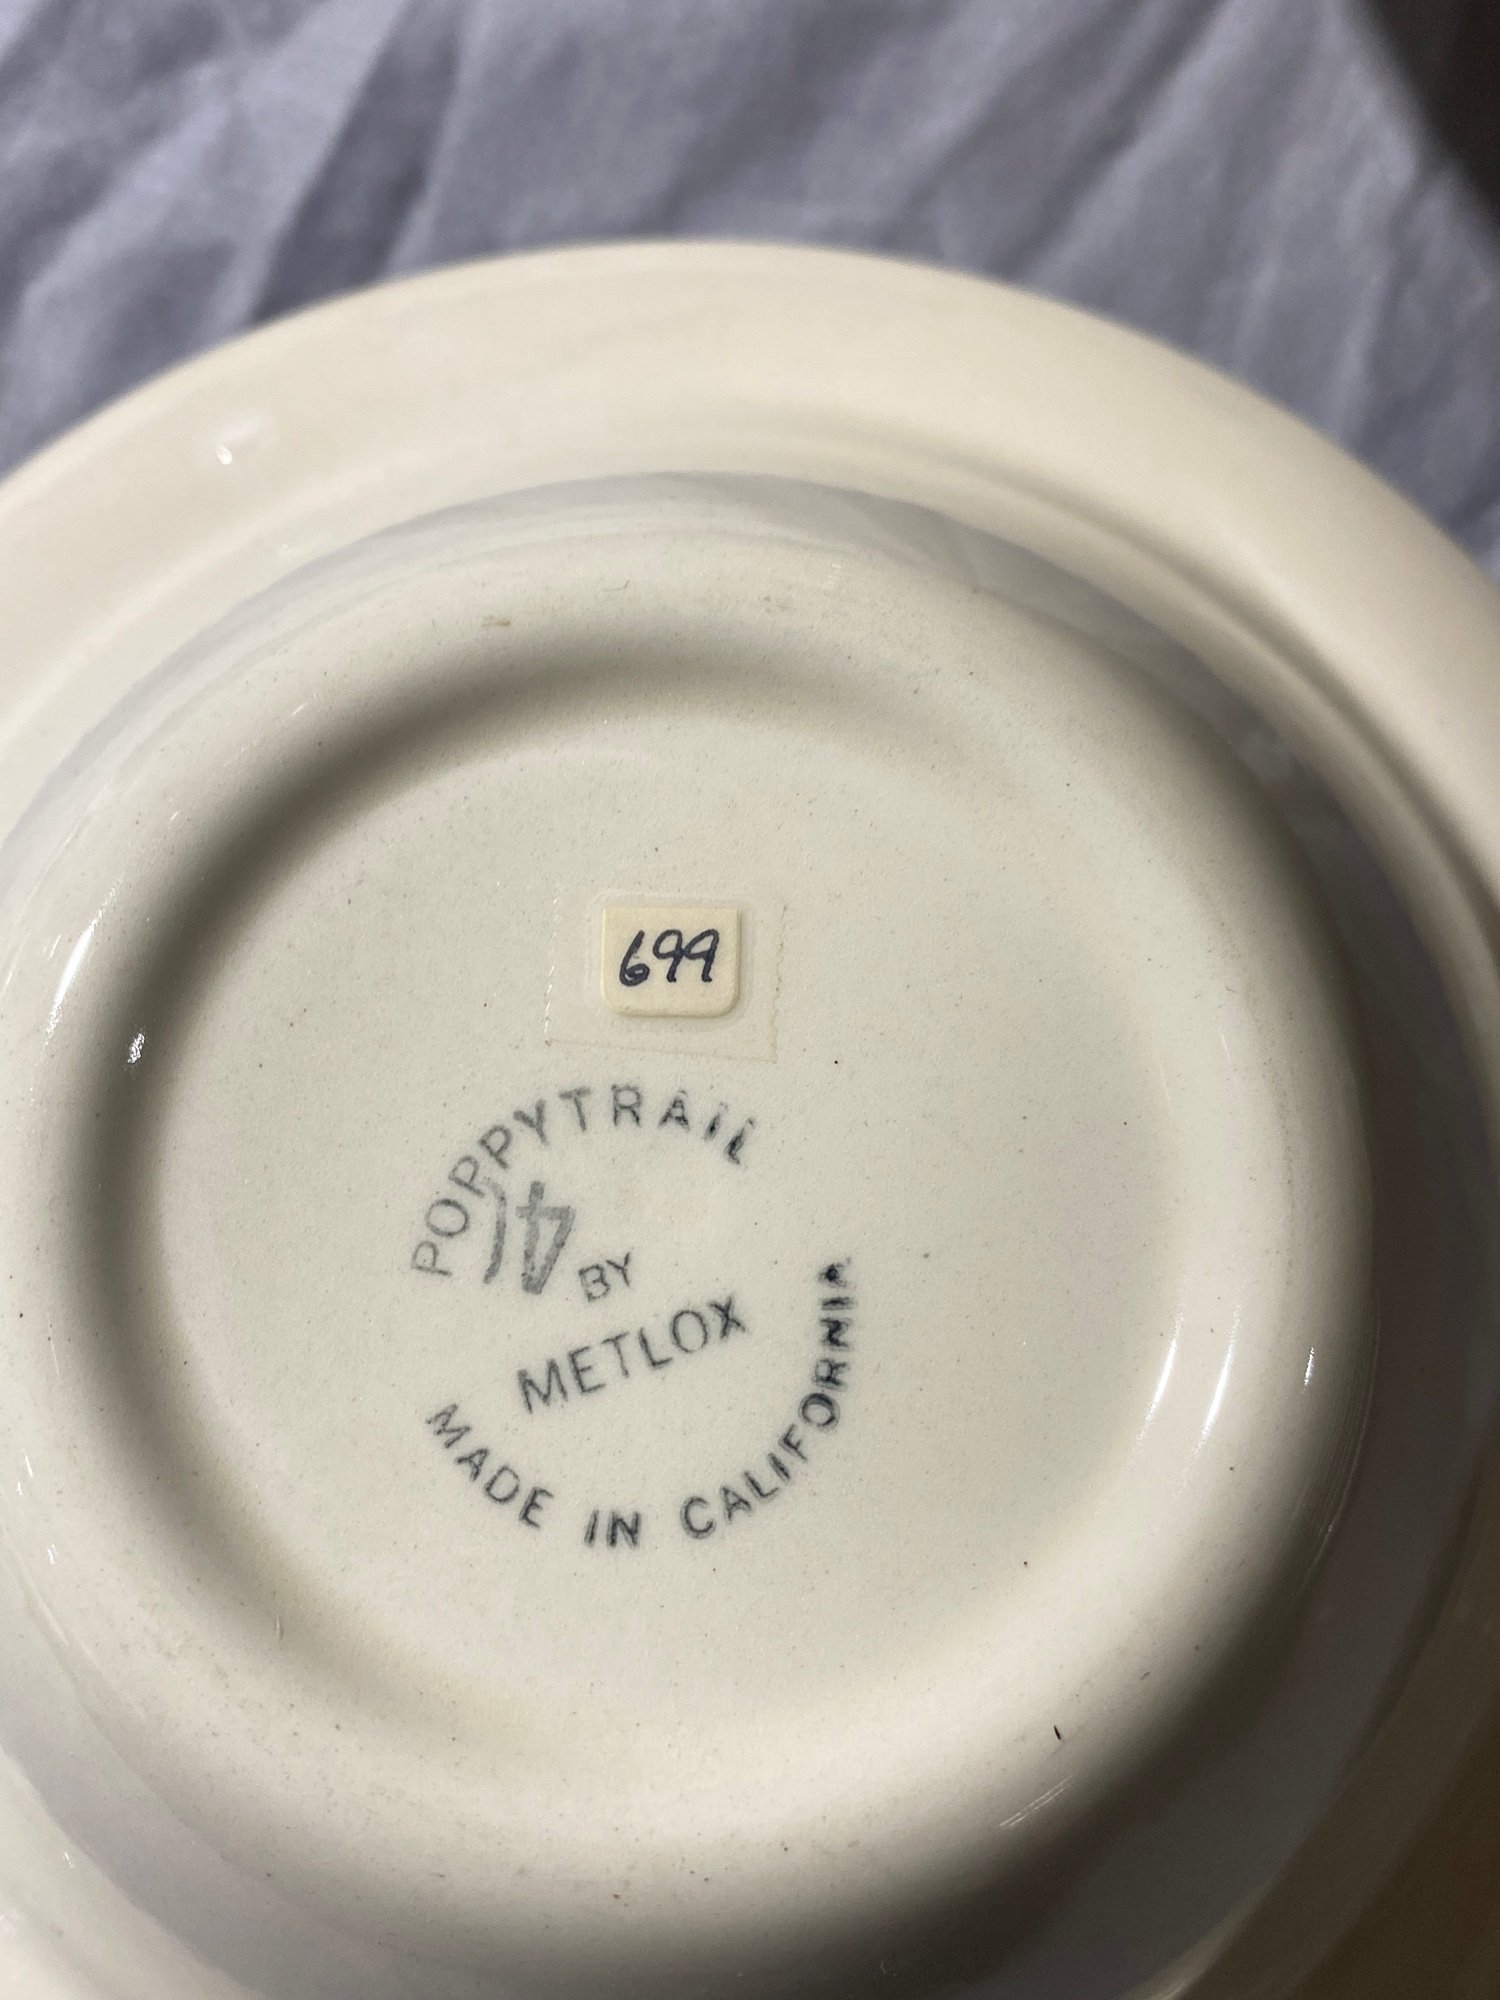 699
POPPYTRAIL
BY
METLOX
MADE IN CALIFORNIA